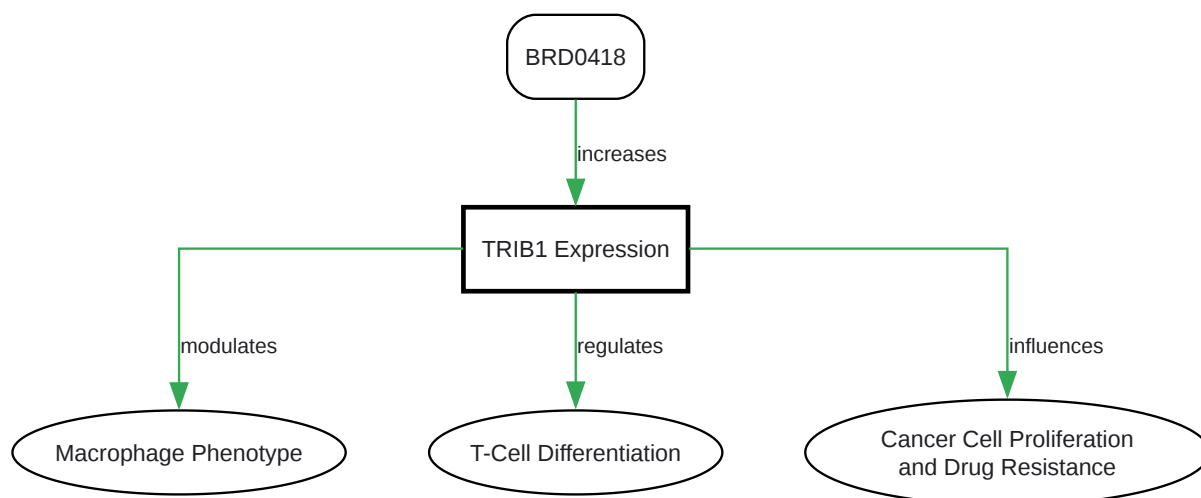 BRD0418
increases
TRIB1 Expression
modulates
regulates
influences
Macrophage Phenotype
T-Cell Differentiation
Cancer Cell Proliferation
and Drug Resistance